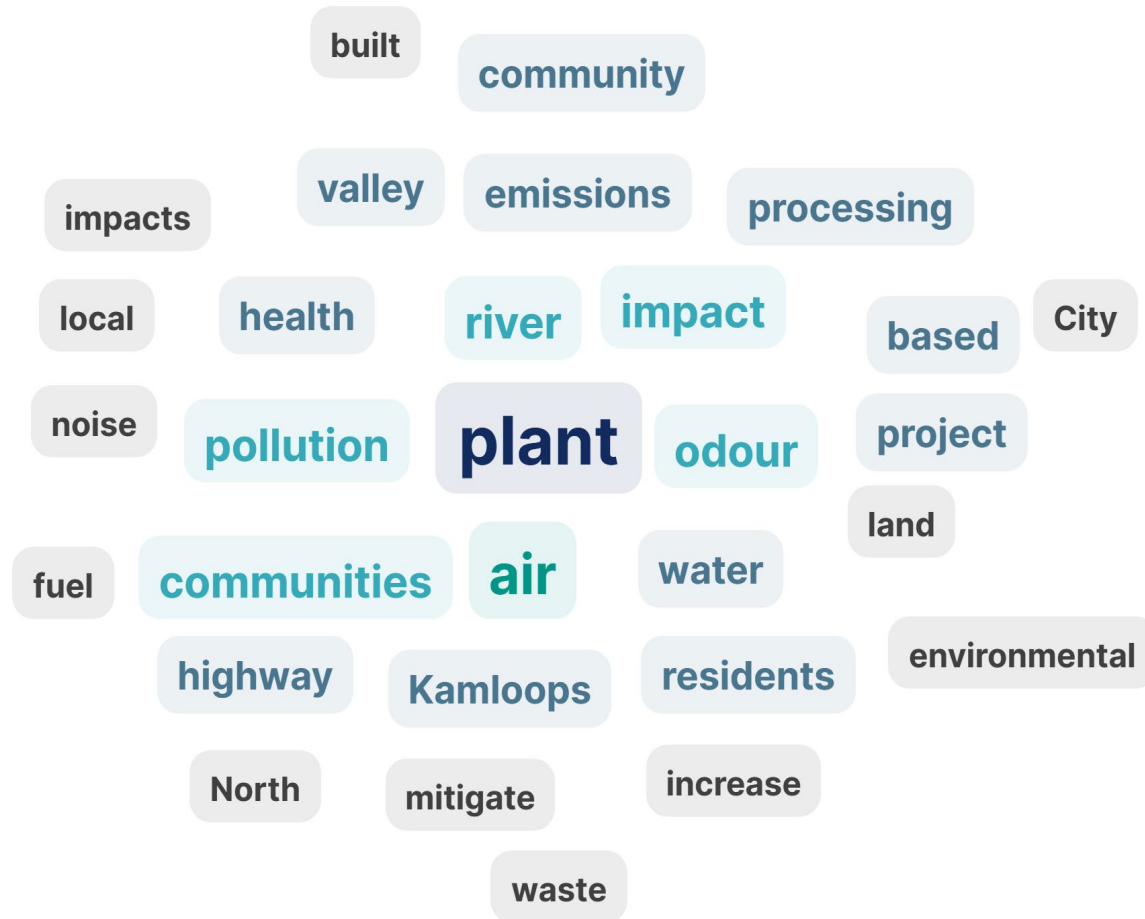 built
community
valley
emissions
processing
impacts
local
health
river
impact
based
City
noise
pollution
plant
odour
project
land
fuel
communities
air
water
environmental
highway
Kamloops
residents
North
mitigate
increase
waste